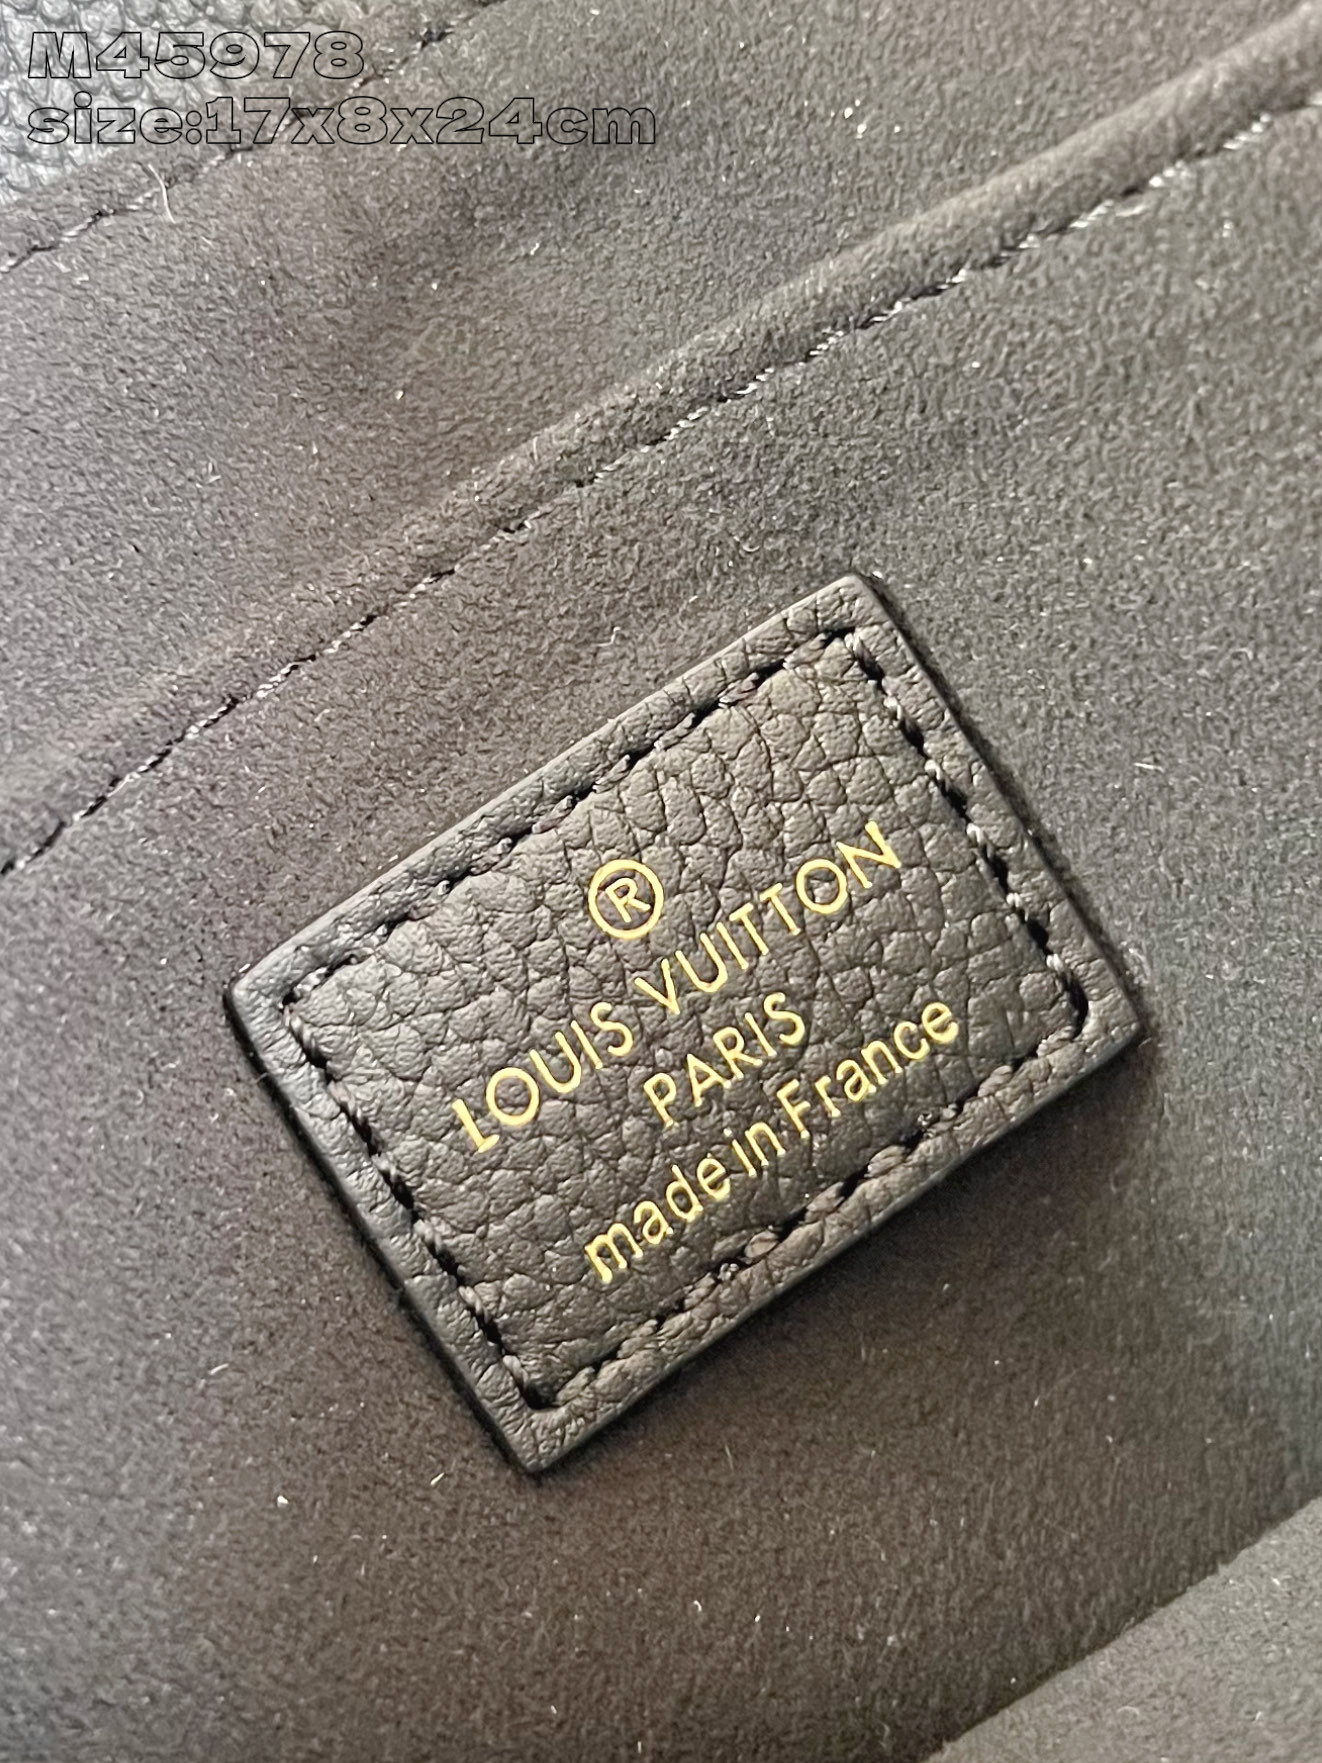 M45978
size:17x8x24cm
®
LOUIS VUITTON
PARIS
made in France